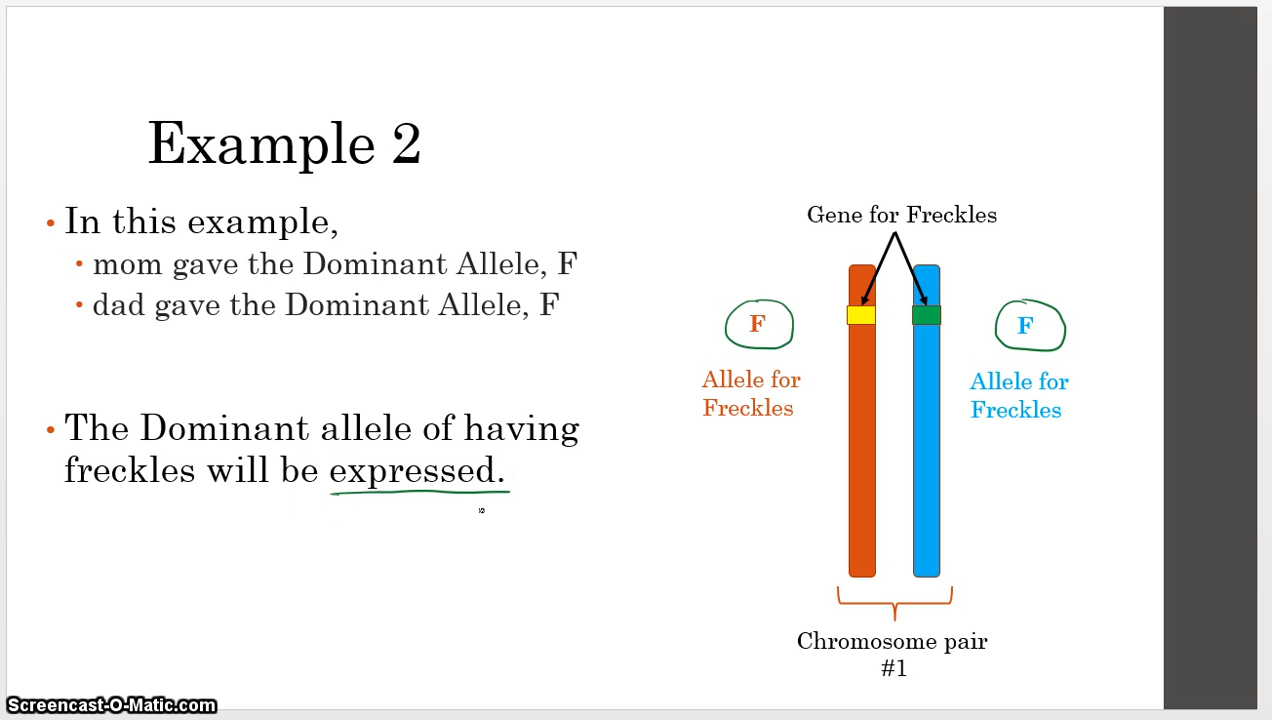 Example 2
• In this example,
• mom gave the Dominant Allele, F
• dad gave the Dominant Allele, F
• The Dominant allele of having
freckles will be expressed.
Gene for Freckles
F
Allele for
Freckles
F
Allele for
Freckles
Chromosome pair
#1
Screencast-O-Matic.com